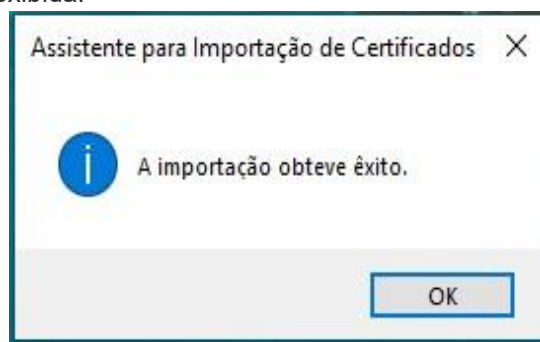 Assistente para Importação de Certificados
A importação obteve êxito.
OK